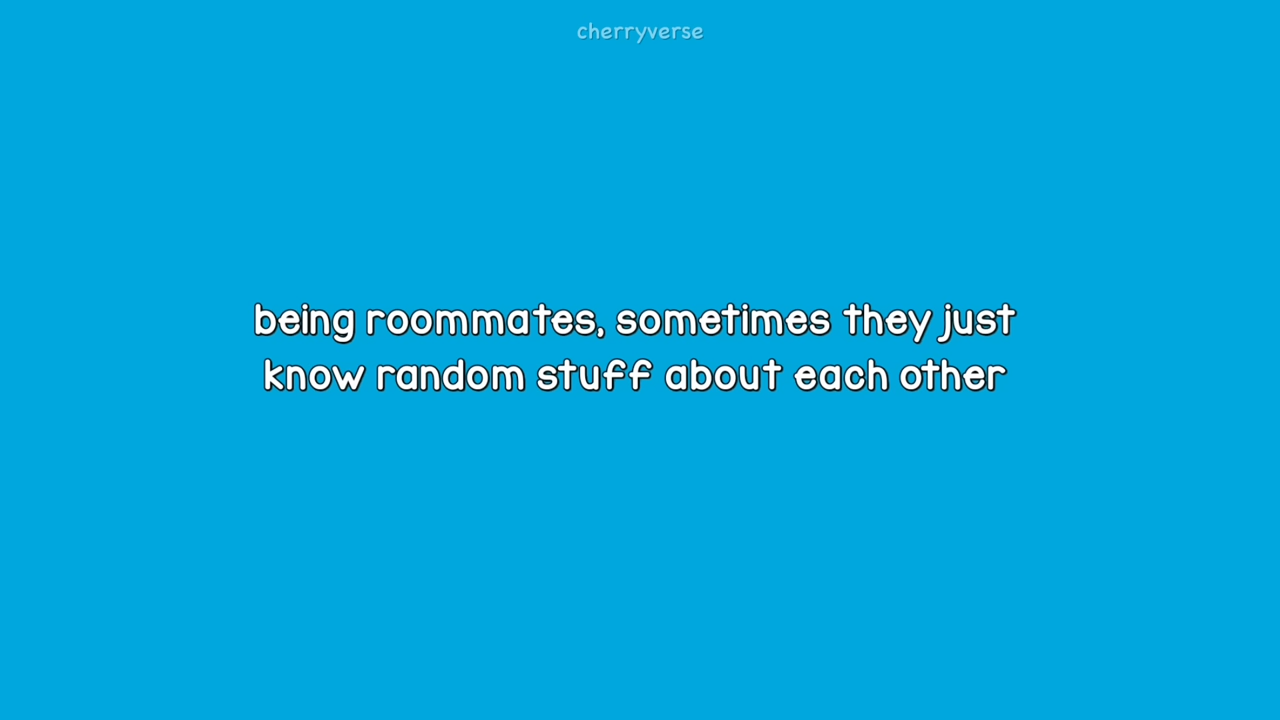 cherryverse
being roommates, sometimes they just
know random stuff about each other